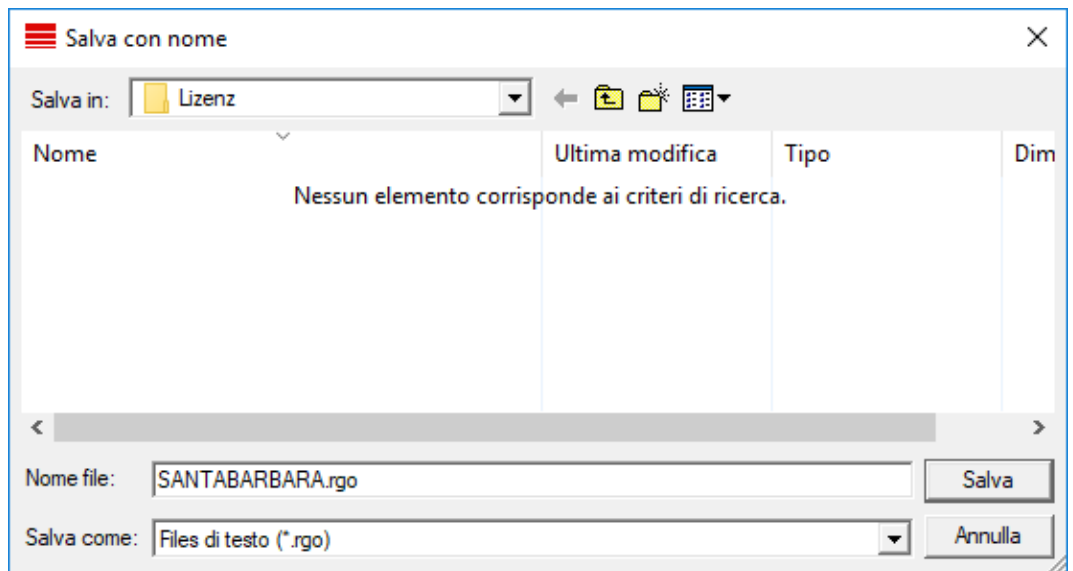 Salva con nome
Salva in: Lizenz
Nome Ultima modifica Tipo Dim
Nessun elemento corrisponde ai criteri di ricerca.
Nome file: SANTABARBARA.rgo Salva
Salva come: Files di testo (*.rgo) Annulla